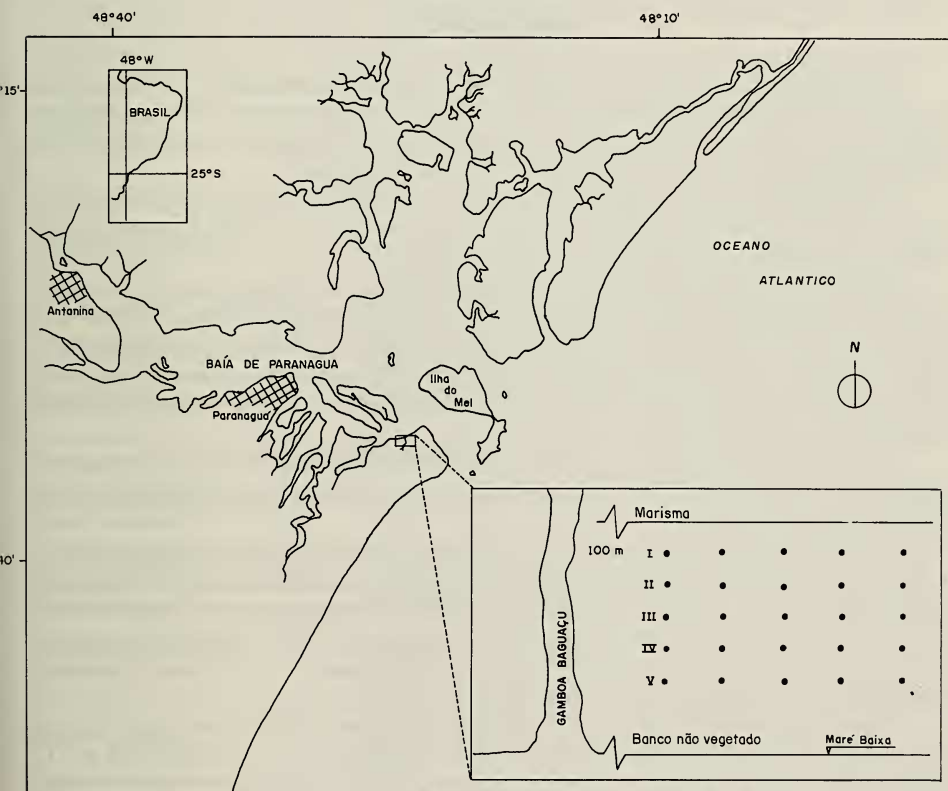 48°40'
48°10'
48°W
°15'
BRASIL
25°S
OCEANO
ATLANTICO
Antanina
N
BAÍA DE PARANAGUA
Ilha
do
Mel
Paranaguá
40'
Marisma
100 m
I
II
III
IV
V
GAMBOA BAGUAÇU
Banco não vegetado
Maré Baixa